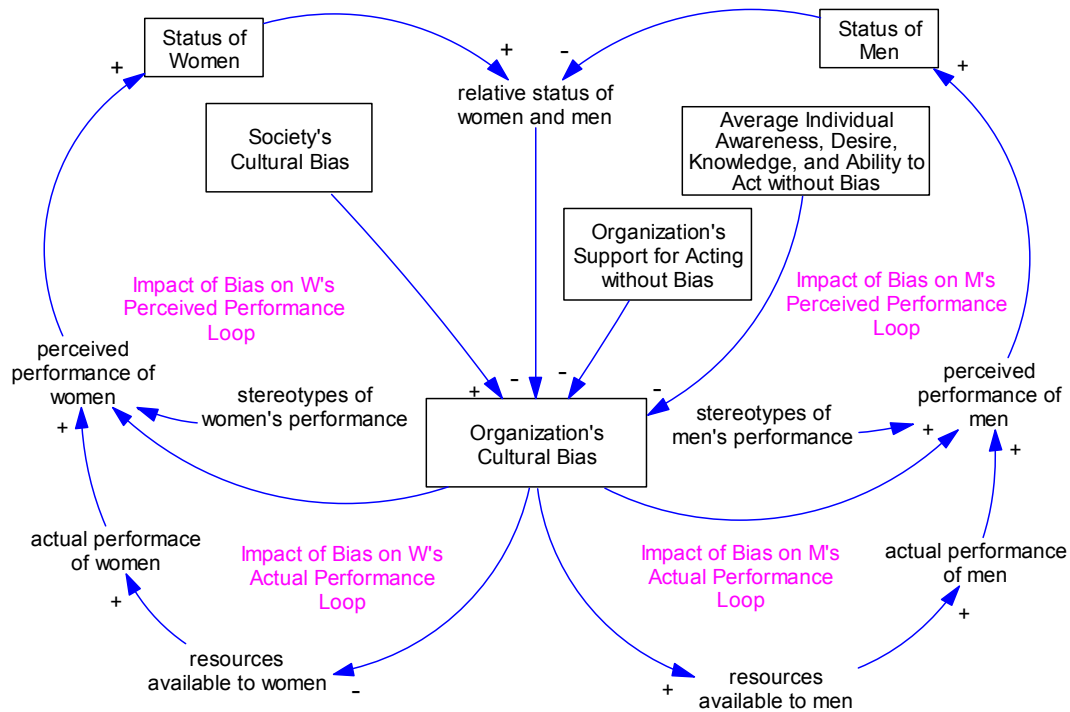 Status of
Women
Status of
Men
+
-
+
+
relative status of
women and men
Society's
Cultural Bias
Average Individual
Awareness, Desire,
Knowledge, and Ability to
Act without Bias
Organization's
Support for Acting
without Bias
Impact of Bias on W's
Perceived Performance
Loop
Impact of Bias on M's
Perceived Performance
Loop
perceived
performance of
women
+
stereotypes of
women's performance
+
-
-
-
Organization's
Cultural Bias
stereotypes of
men's performance
+
perceived
performance of
men
+
actual performace
of women
+
Impact of Bias on W's
Actual Performance
Loop
Impact of Bias on M's
Actual Performance
Loop
actual performance
of men
+
resources
available to women
-
+
resources
available to men